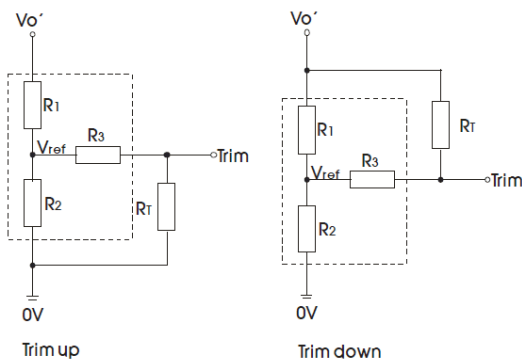 Vo´
R1
Vref
R3
Trim
R2
RT
0V
Trim up
Vo´
R1
RT
Vref
R3
Trim
R2
0V
Trim down